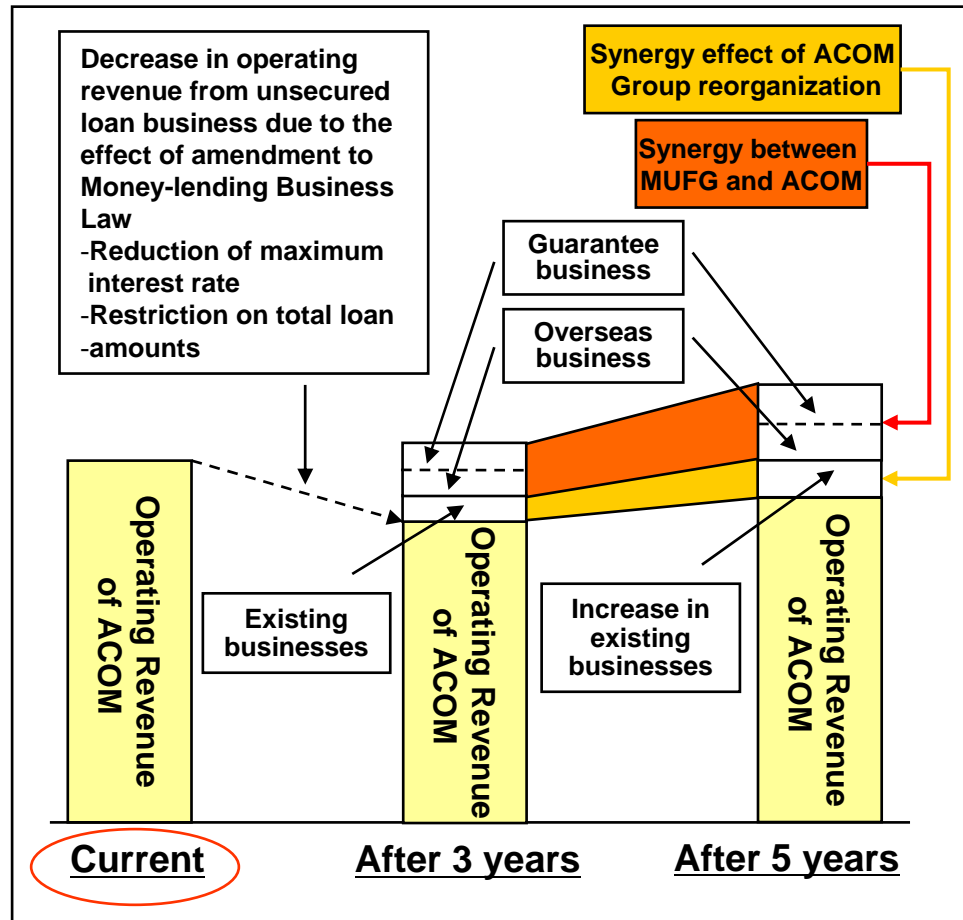 Decrease in operating
revenue from unsecured
loan business due to the
effect of amendment to
Money-lending Business
Law
-Reduction of maximum
interest rate
-Restriction on total loan
-amounts
Synergy effect of ACOM
Group reorganization
Synergy between
MUFG and ACOM
Guarantee
business
Overseas
business
Existing
businesses
Increase in
existing
businesses
Operating Revenue
of ACOM
Operating Revenue
of ACOM
Operating Revenue
of ACOM
Current
After 3 years
After 5 years